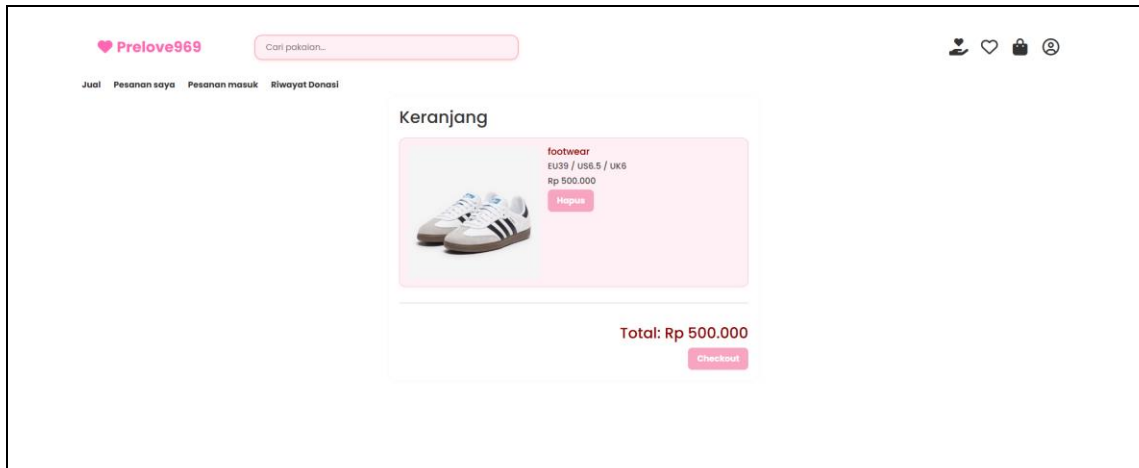 Prelove969
Cari pakaian...
Jual Pesanan saya Pesanan masuk Riwayat Donasi
Keranjang
footwear
EU39 / US6.5 / UK6
Rp 500.000
Hapus
Total: Rp 500.000
Checkout